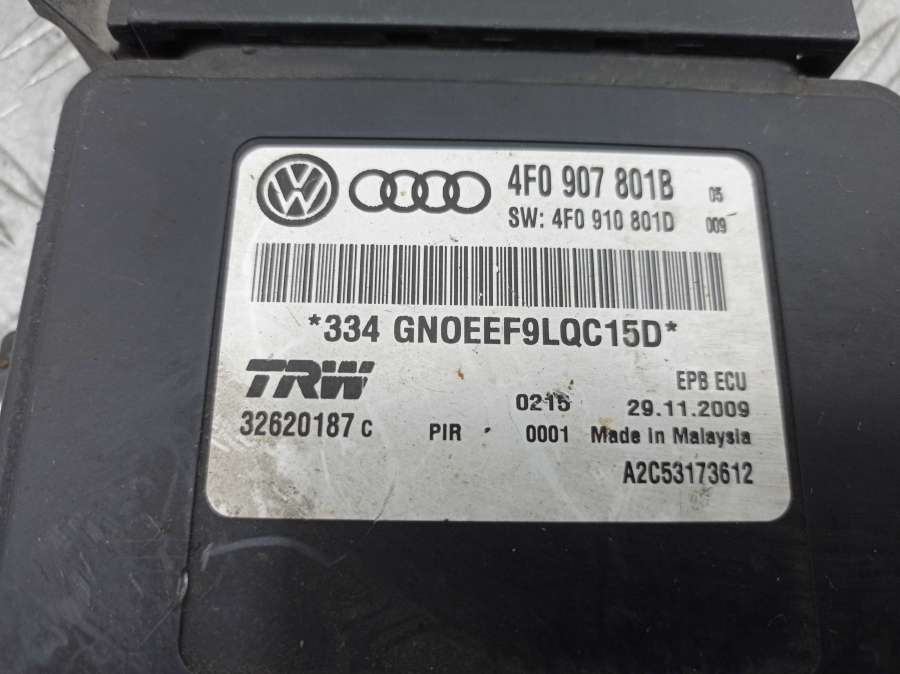 4F0 907 801B 05
SW: 4F0 910 801D 009
*334 GN0EEF9LQC15D*
TRW
EPB ECU
0215 29.11.2009
32620187 C PIR 0001 Made in Malaysia
A2C53173612